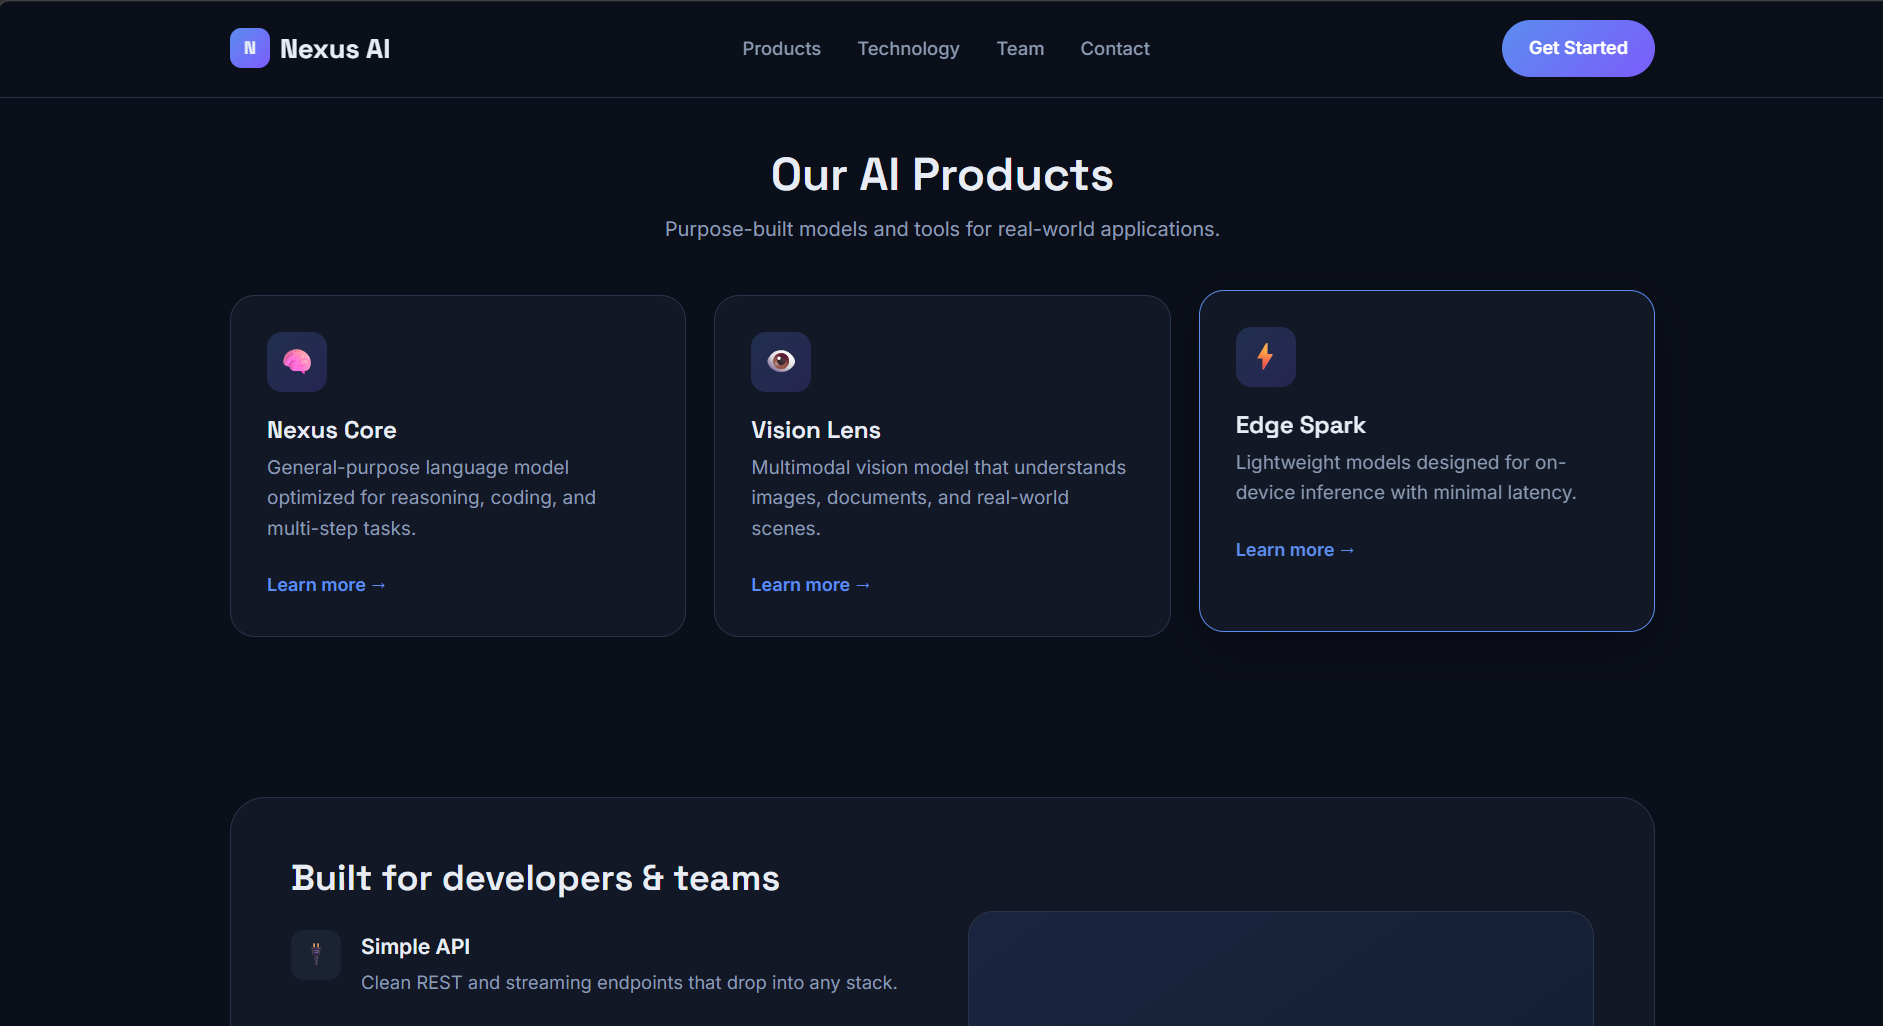 N Nexus AI
Products Technology Team Contact
Get Started
Our AI Products
Purpose-built models and tools for real-world applications.
Nexus Core
General-purpose language model
optimized for reasoning, coding, and
multi-step tasks.
Learn more →
Vision Lens
Multimodal vision model that understands
images, documents, and real-world
scenes.
Learn more →
Edge Spark
Lightweight models designed for on-
device inference with minimal latency.
Learn more →
Built for developers & teams
Simple API
Clean REST and streaming endpoints that drop into any stack.